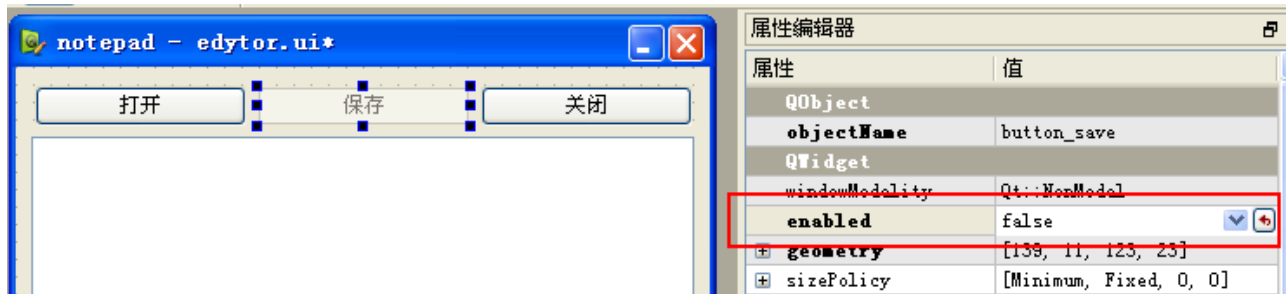 notepad - edytor.ui*
打开
保存
关闭
属性编辑器
属性 值
QObject
objectName button_save
QWidget
windowModality Qt::NonModal
enabled false
geometry [139, 11, 123, 23]
sizePolicy [Minimum, Fixed, 0, 0]